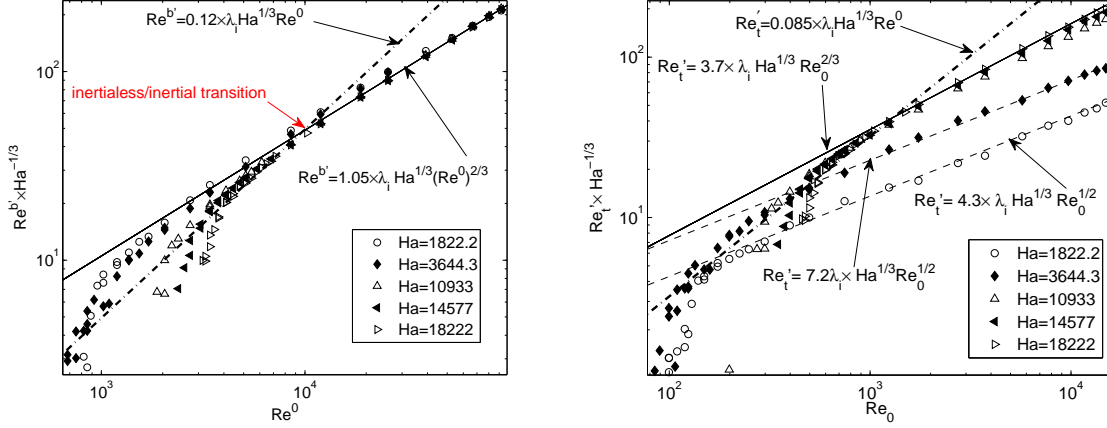 Re^{b'}=0.12×λ_i Ha^{1/3}Re^0
inertialess/inertial transition
Re^{b'}=1.05×λ_i Ha^{1/3}(Re^0)^{2/3}
Re^{b'}×Ha^{-1/3}
10^2
10^1
Ha=1822.2
Ha=3644.3
Ha=10933
Ha=14577
Ha=18222
10^3
10^4
Re^0
Re_t'=0.085×λ_i Ha^{1/3}Re^0
Re_t'= 3.7× λ_i Ha^{1/3} Re_0^{2/3}
Re_t'= 4.3× λ_i Ha^{1/3} Re_0^{1/2}
Re_t'= 7.2λ_i× Ha^{1/3}Re_0^{1/2}
Re_t'× Ha^{-1/3}
10^2
10^1
Ha=1822.2
Ha=3644.3
Ha=10933
Ha=14577
Ha=18222
10^2
10^3
10^4
Re_0